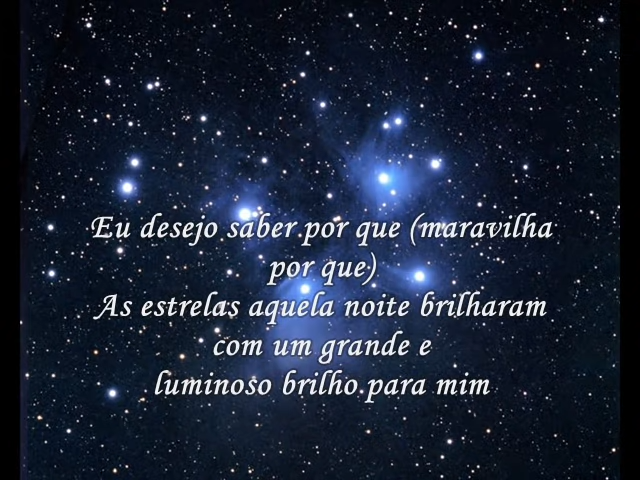 Eu desejo saber por que (maravilha
por que)
As estrelas aquela noite brilharam
com um grande e
luminoso brilho para mim